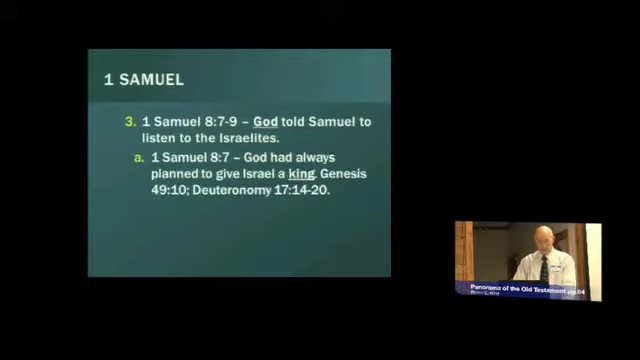 1 SAMUEL
3. 1 Samuel 8:7-9 – God told Samuel to
listen to the Israelites.
a. 1 Samuel 8:7 – God had always
planned to give Israel a king. Genesis
49:10; Deuteronomy 17:14-20.
Panorama of the Old Testament pg.64